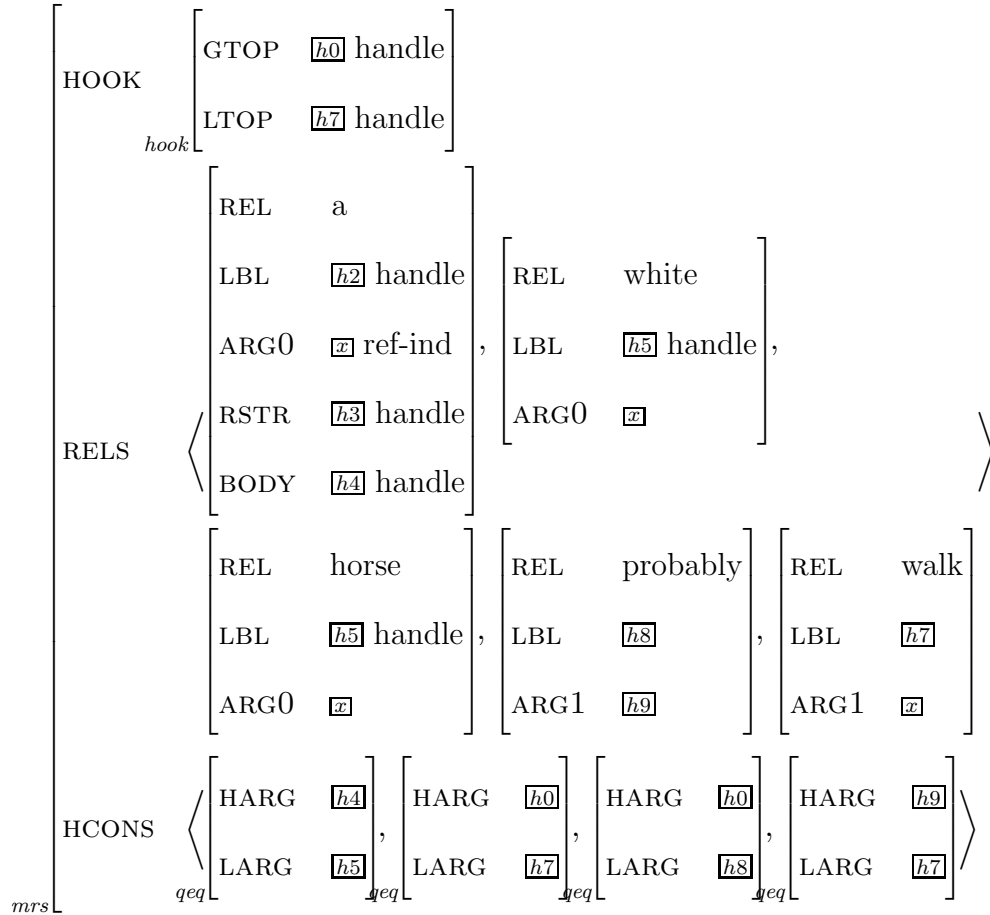 HOOK
GTOP h0 handle
LTOP h7 handle
hook
REL a
LBL h2 handle
ARG0 x ref-ind
RSTR h3 handle
BODY h4 handle
,
REL white
LBL h5 handle
ARG0 x
,
RELS
REL horse
LBL h5 handle
ARG0 x
,
REL probably
LBL h8
ARG1 h9
,
REL walk
LBL h7
ARG1 x
HCONS
HARG h4
LARG h5
qeq
,
HARG h0
LARG h7
qeq
,
HARG h0
LARG h8
qeq
,
HARG h9
LARG h7
qeq
mrs